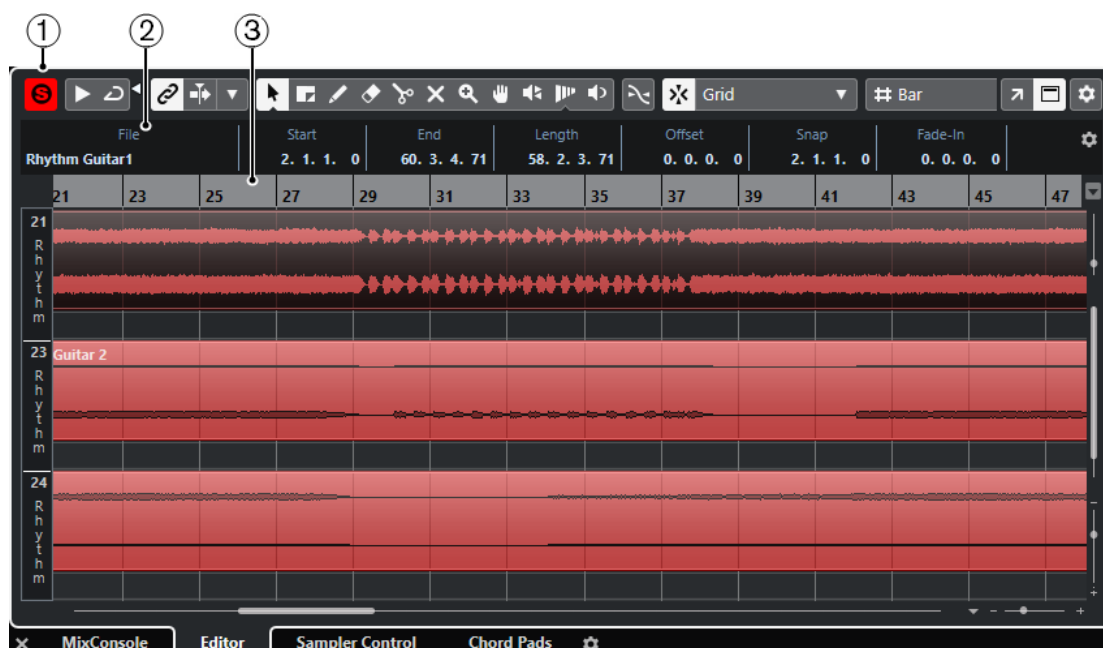 1 2 3
S Grid Bar
File Start End Length Offset Snap Fade-In
Rhythm Guitar1 2. 1. 1. 0 60. 3. 4. 71 58. 2. 3. 71 0. 0. 0. 0 2. 1. 1. 0 0. 0. 0. 0
21 23 25 27 29 31 33 35 37 39 41 43 45 47
21
R
h
y
t
h
m
23 Guitar 2
R
h
y
t
h
m
24
R
h
y
t
h
m
MixConsole Editor Sampler Control Chord Pads